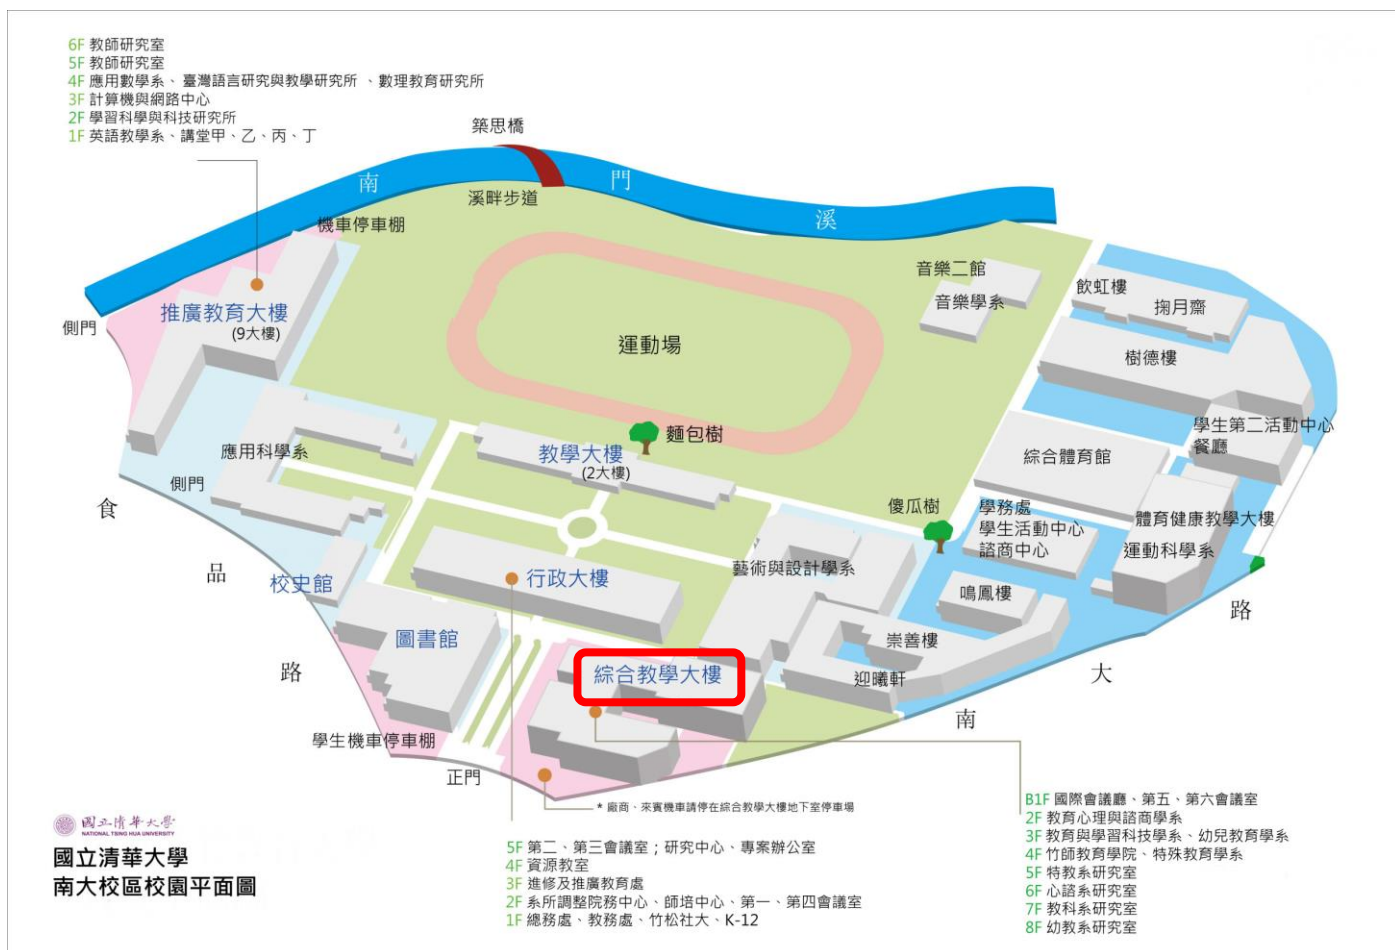 6F 教師研究室
5F 教師研究室
4F 應用數學系、臺灣語言研究與教學研究所 、數理教育研究所
3F 計算機與網路中心
2F 學習科學與科技研究所
1F 英語教學系、講堂甲、乙、丙、丁
築思橋
南
門
溪
溪畔步道
機車停車棚
推廣教育大樓
(9大樓)
側門
運動場
音樂二館
音樂學系
飲虹樓
掬月齋
樹德樓
學生第二活動中心
餐廳
綜合體育館
麵包樹
教學大樓
(2大樓)
應用科學系
側門
傻瓜樹
學務處
學生活動中心
諮商中心
體育健康教學大樓
運動科學系
食
品
路
校史館
行政大樓
藝術與設計學系
鳴鳳樓
崇善樓
迎曦軒
圖書館
綜合教學大樓
南
大
路
學生機車停車棚
正門
* 廠商、來賓機車請停在綜合教學大樓地下室停車場
B1F 國際會議廳、第五、第六會議室
2F 教育心理與諮商學系
3F 教育與學習科技學系、幼兒教育學系
4F 竹師教育學院、特殊教育學系
5F 特教系研究室
6F 心諮系研究室
7F 教科系研究室
8F 幼教系研究室
5F 第二、第三會議室；研究中心、專案辦公室
4F 資源教室
3F 進修及推廣教育處
2F 系所調整院務中心、師培中心、第一、第四會議室
1F 總務處、教務處、竹松社大、K-12
國立清華大學
NATIONAL TSING HUA UNIVERSITY
國立清華大學
南大校區校園平面圖